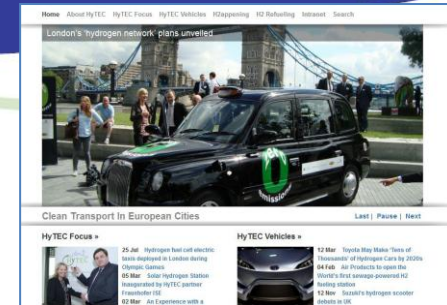 Home About HyTEC HyTEC Focus HyTEC Vehicles H2appening H2 Refueling Intranet Search
London's 'hydrogen network' plans unveiled
zero
emissions
Clean Transport In European Cities
Last | Pause | Next
HyTEC Focus »
25 Jul Hydrogen fuel cell electric
taxis deployed in London during
Olympic Games
05 Mar Solar Hydrogen Station
inaugurated by HyTEC partner
Fraunhofer ISE
02 Mar An Experience with a
HyTEC
HyTEC Vehicles »
12 Mar Toyota May Make 'Tens of
Thousands' of Hydrogen Cars by 2020s
04 Feb Air Products to open the
World's first sewage-powered H2
fueling station
12 Nov Suzuki's hydrogen scooter
debuts in UK